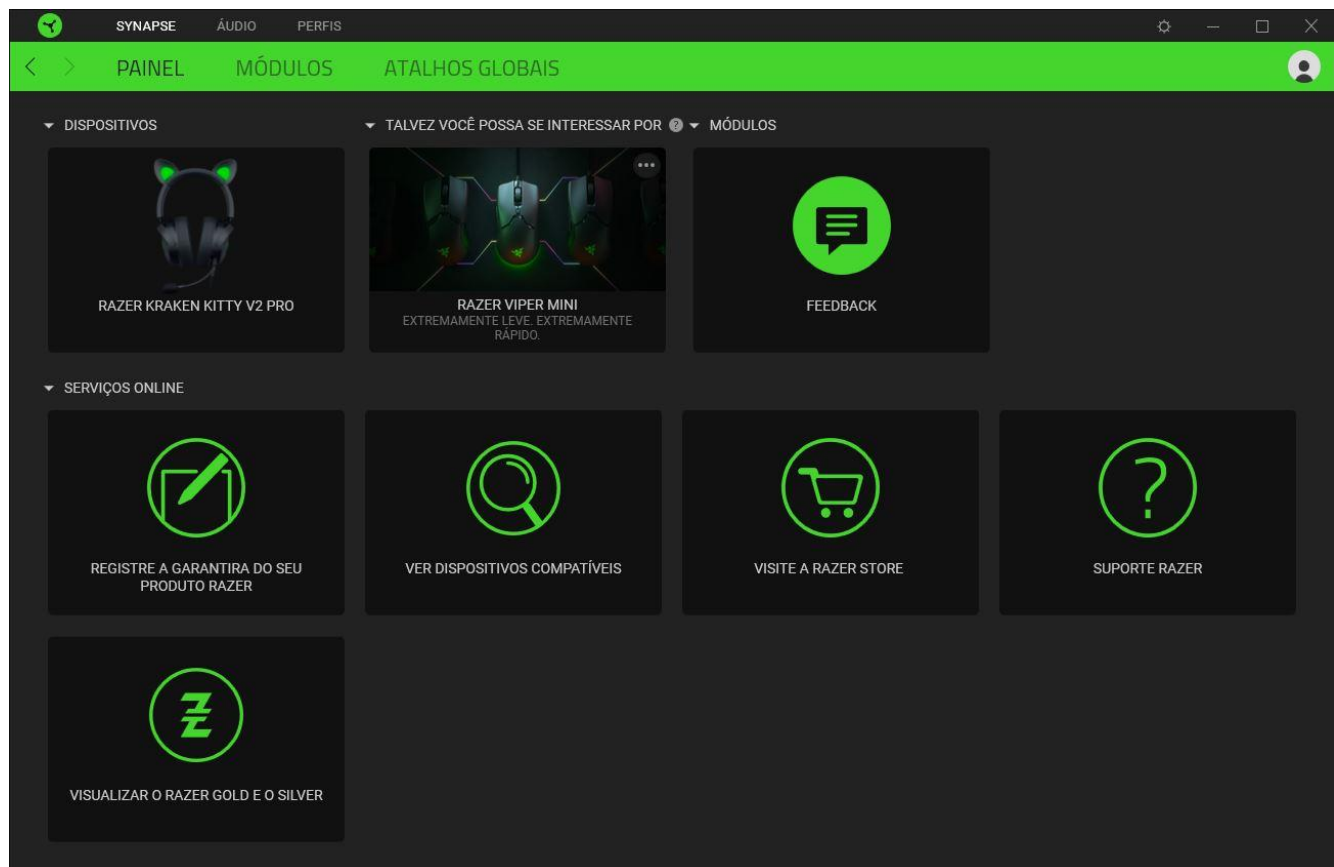 SYNAPSE ÁUDIO PERFIS
PAINEL MÓDULOS ATALHOS GLOBAIS
DISPOSITIVOS
TALVEZ VOCÊ POSSA SE INTERESSAR POR ?
MÓDULOS
RAZER KRAKEN KITTY V2 PRO
RAZER VIPER MINI
EXTREMAMENTE LEVE. EXTREMAMENTE
RÁPIDO.
FEEDBACK
SERVIÇOS ONLINE
REGISTRE A GARANTIRA DO SEU
PRODUTO RAZER
VER DISPOSITIVOS COMPATÍVEIS
VISITE A RAZER STORE
?
SUPORTE RAZER
VISUALIZAR O RAZER GOLD E O SILVER